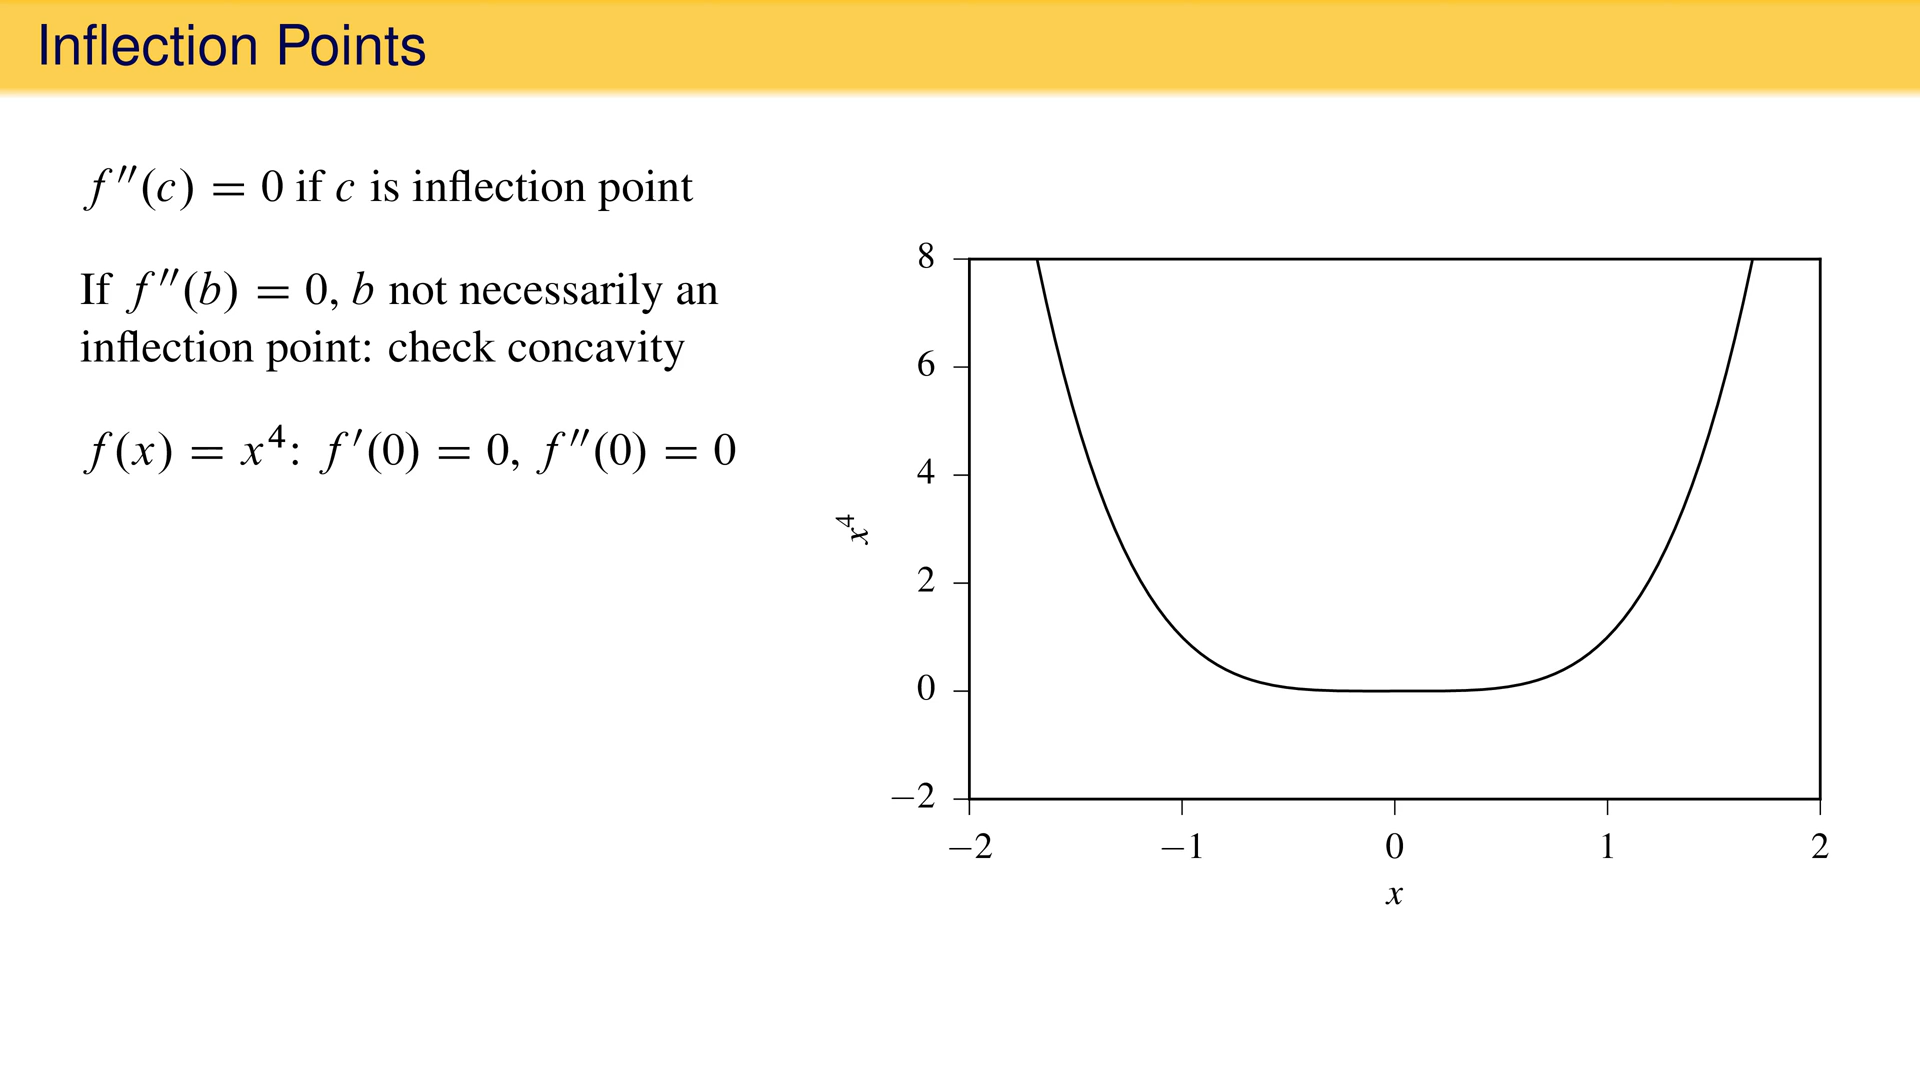 Inflection Points
f″(c) = 0 if c is inflection point
If f″(b) = 0, b not necessarily an
inflection point: check concavity
f(x) = x⁴: f′(0) = 0, f″(0) = 0
8
6
4
2
0
−2
x⁴
−2 −1 0 1 2
x